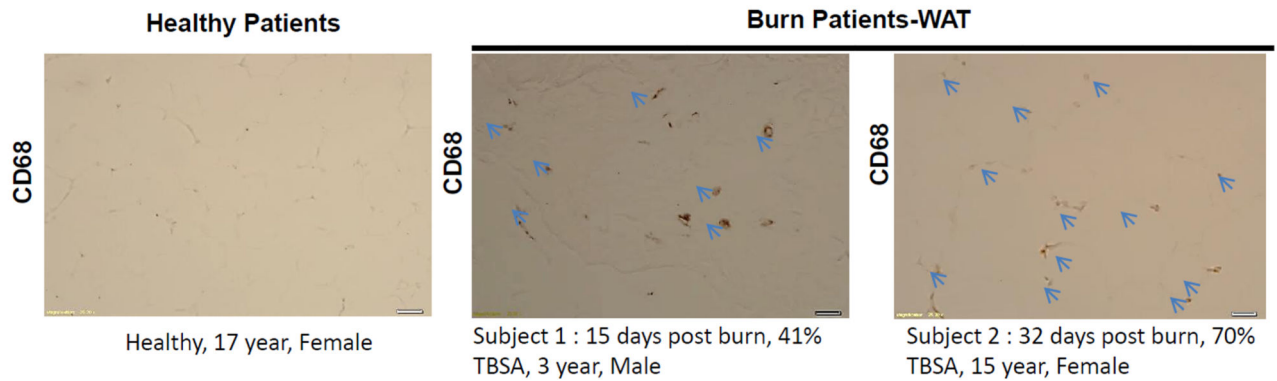 Healthy Patients
Burn Patients-WAT
CD68
CD68
CD68
Healthy, 17 year, Female
Subject 1 : 15 days post burn, 41%
TBSA, 3 year, Male
Subject 2 : 32 days post burn, 70%
TBSA, 15 year, Female